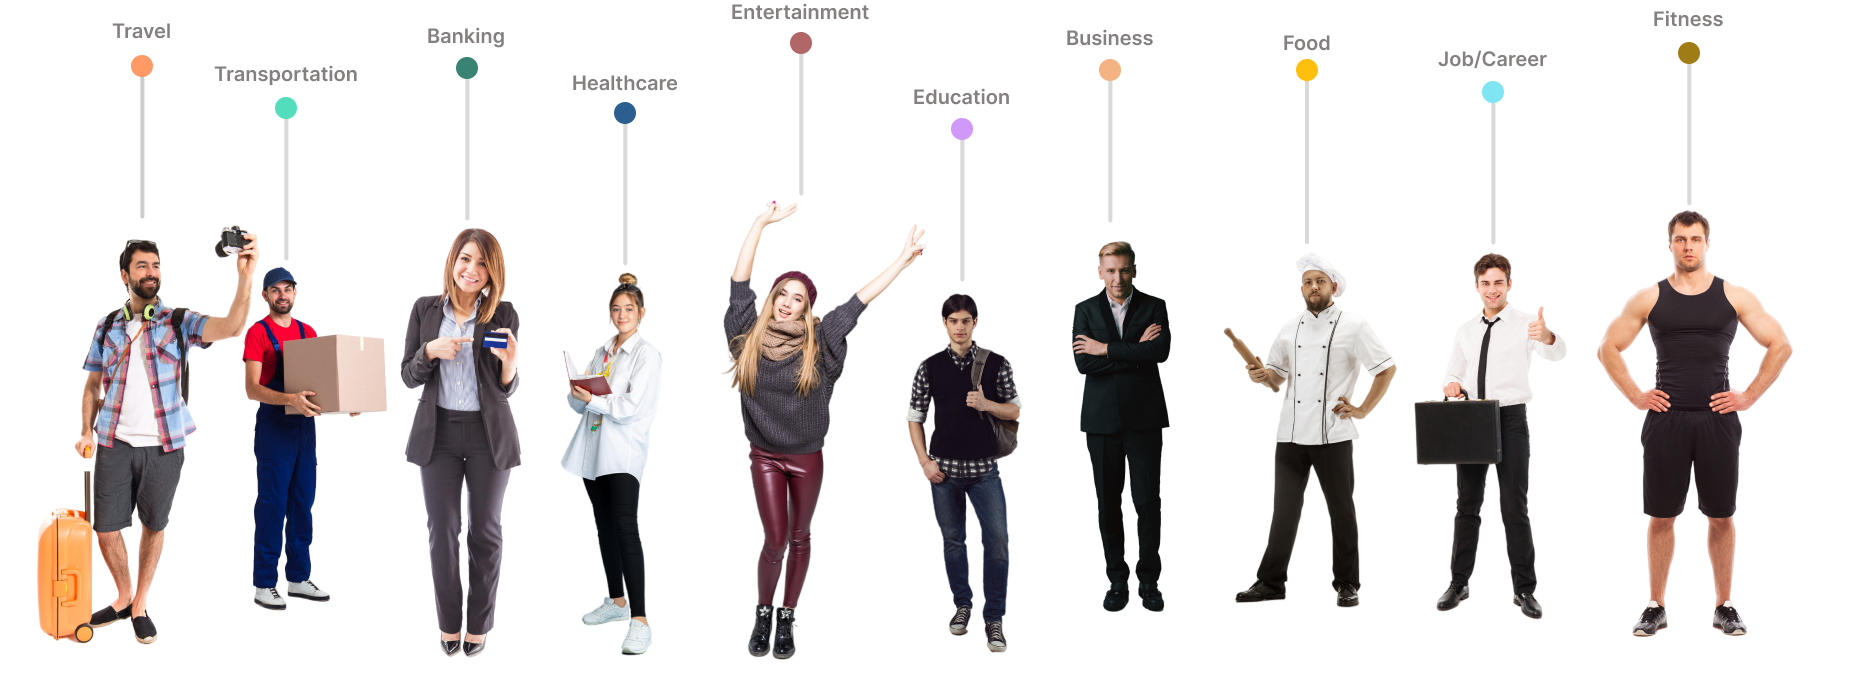 Travel
Transportation
Banking
Healthcare
Entertainment
Education
Business
Food
Job/Career
Fitness